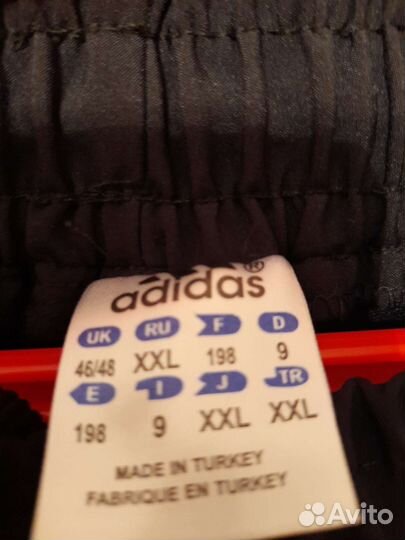 adidas®
UK RU F D
46/48 XXL 198 9
E I J TR
198 9 XXL XXL
MADE IN TURKEY
FABRIQUE EN TURKEY
Avito